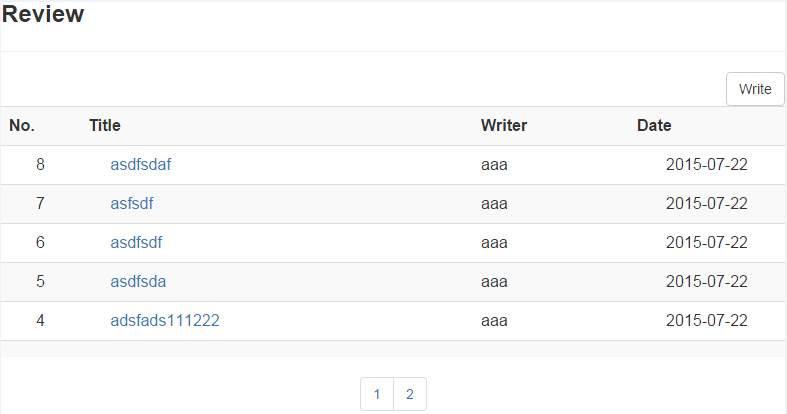 Review
Write
No. Title Writer Date
8 asdfsdaf aaa 2015-07-22
7 asfsdf aaa 2015-07-22
6 asdfsdf aaa 2015-07-22
5 asdfsda aaa 2015-07-22
4 adsfads111222 aaa 2015-07-22
1 2